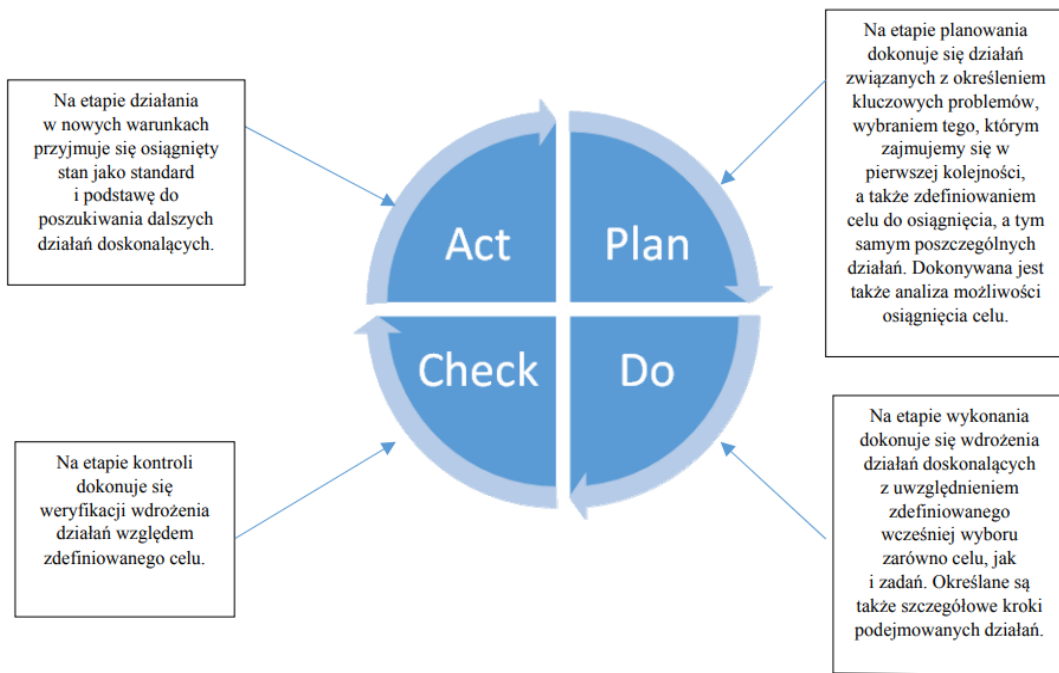 Na etapie działania
w nowych warunkach
przyjmuje się osiągnięty
stan jako standard
i podstawę do
poszukiwania dalszych
działań doskonalących.
Na etapie planowania
dokonuje się działań
związanych z określeniem
kluczowych problemów,
wybraniem tego, którym
zajmujemy się w
pierwszej kolejności,
a także zdefiniowaniem
celu do osiągnięcia, a tym
samym poszczególnych
działań. Dokonywana jest
także analiza możliwości
osiągnięcia celu.
Act
Plan
Check
Do
Na etapie kontroli
dokonuje się
weryfikacji wdrożenia
działań względem
zdefiniowanego celu.
Na etapie wykonania
dokonuje się wdrożenia
działań doskonalących
z uwzględnieniem
zdefiniowanego
wcześniej wyboru
zarówno celu, jak
i zadań. Określane są
także szczegółowe kroki
podejmowanych działań.